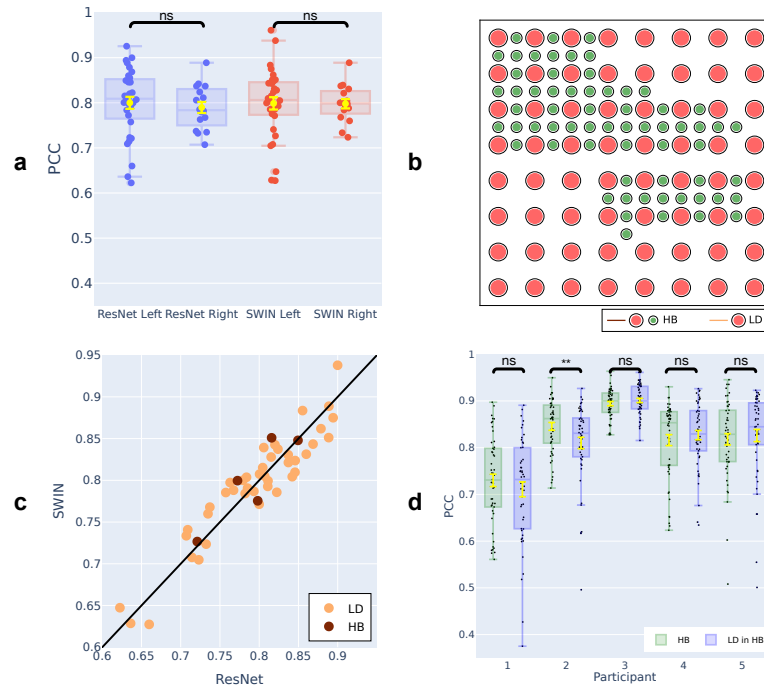 a
ns
ns
1
0.9
0.8
0.7
0.6
0.5
0.4
PCC
ResNet Left
ResNet Right
SWIN Left
SWIN Right
b
HB
LD
c
0.95
0.9
0.85
0.8
0.75
0.7
0.65
0.6
SWIN
0.6
0.65
0.7
0.75
0.8
0.85
0.9
ResNet
LD
HB
d
ns
**
ns
ns
ns
1
0.9
0.8
0.7
0.6
0.5
0.4
PCC
1
2
3
4
5
Participant
HB
LD in HB